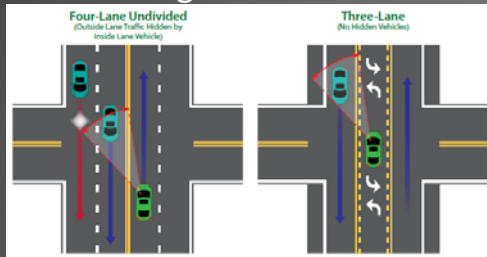 Four-Lane Undivided
(Outside Lane Traffic Hidden by
Inside Lane Vehicle)
Three-Lane
(No Hidden Vehicles)